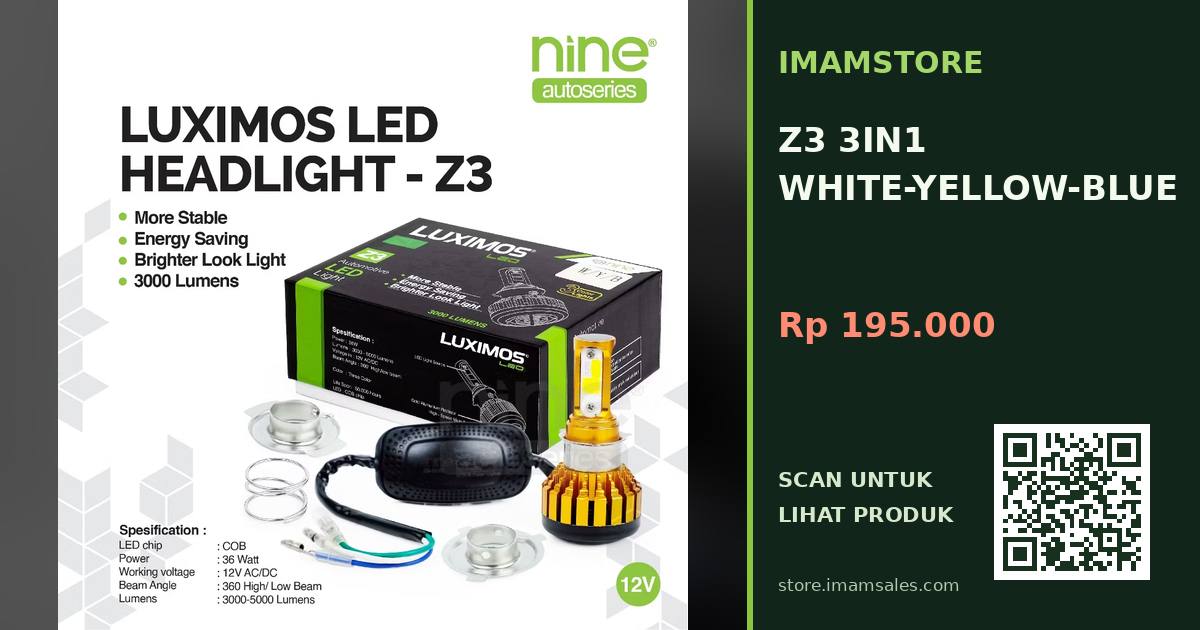 nine®
autoseries
LUXIMOS LED
HEADLIGHT - Z3
More Stable
Energy Saving
Brighter Look Light
3000 Lumens
LUXIMOS
LED
Z3
Automotive
LED
Light
More Stable
Energy Saving
Brighter Look Light
W/Y/B
3000 LUMENS
LUXIMOS
LED
Spesification :
Spesification :
LED chip : COB
Power : 36 Watt
Working voltage : 12V AC/DC
Beam Angle : 360 High/ Low Beam
Lumens : 3000-5000 Lumens
12V
IMAMSTORE
Z3 3IN1
WHITE-YELLOW-BLUE
Rp 195.000
SCAN UNTUK
LIHAT PRODUK
store.imamsales.com